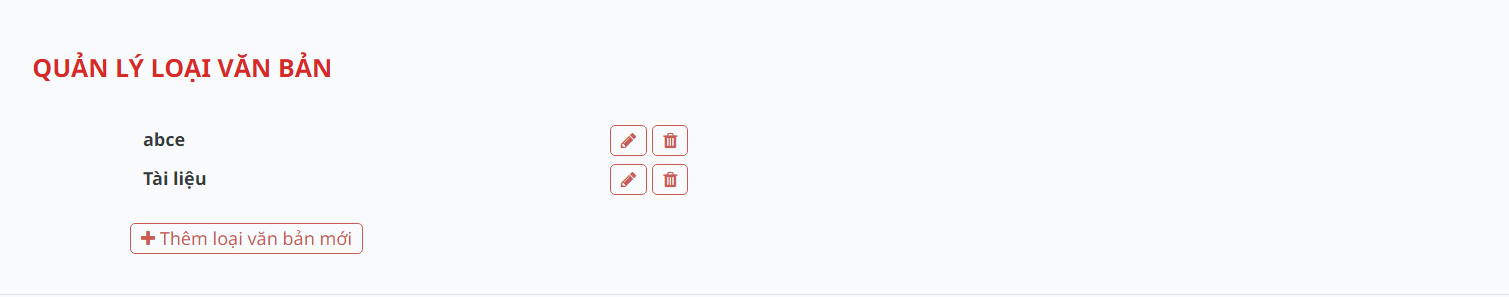 QUẢN LÝ LOẠI VĂN BẢN
abce
Tài liệu
Thêm loại văn bản mới